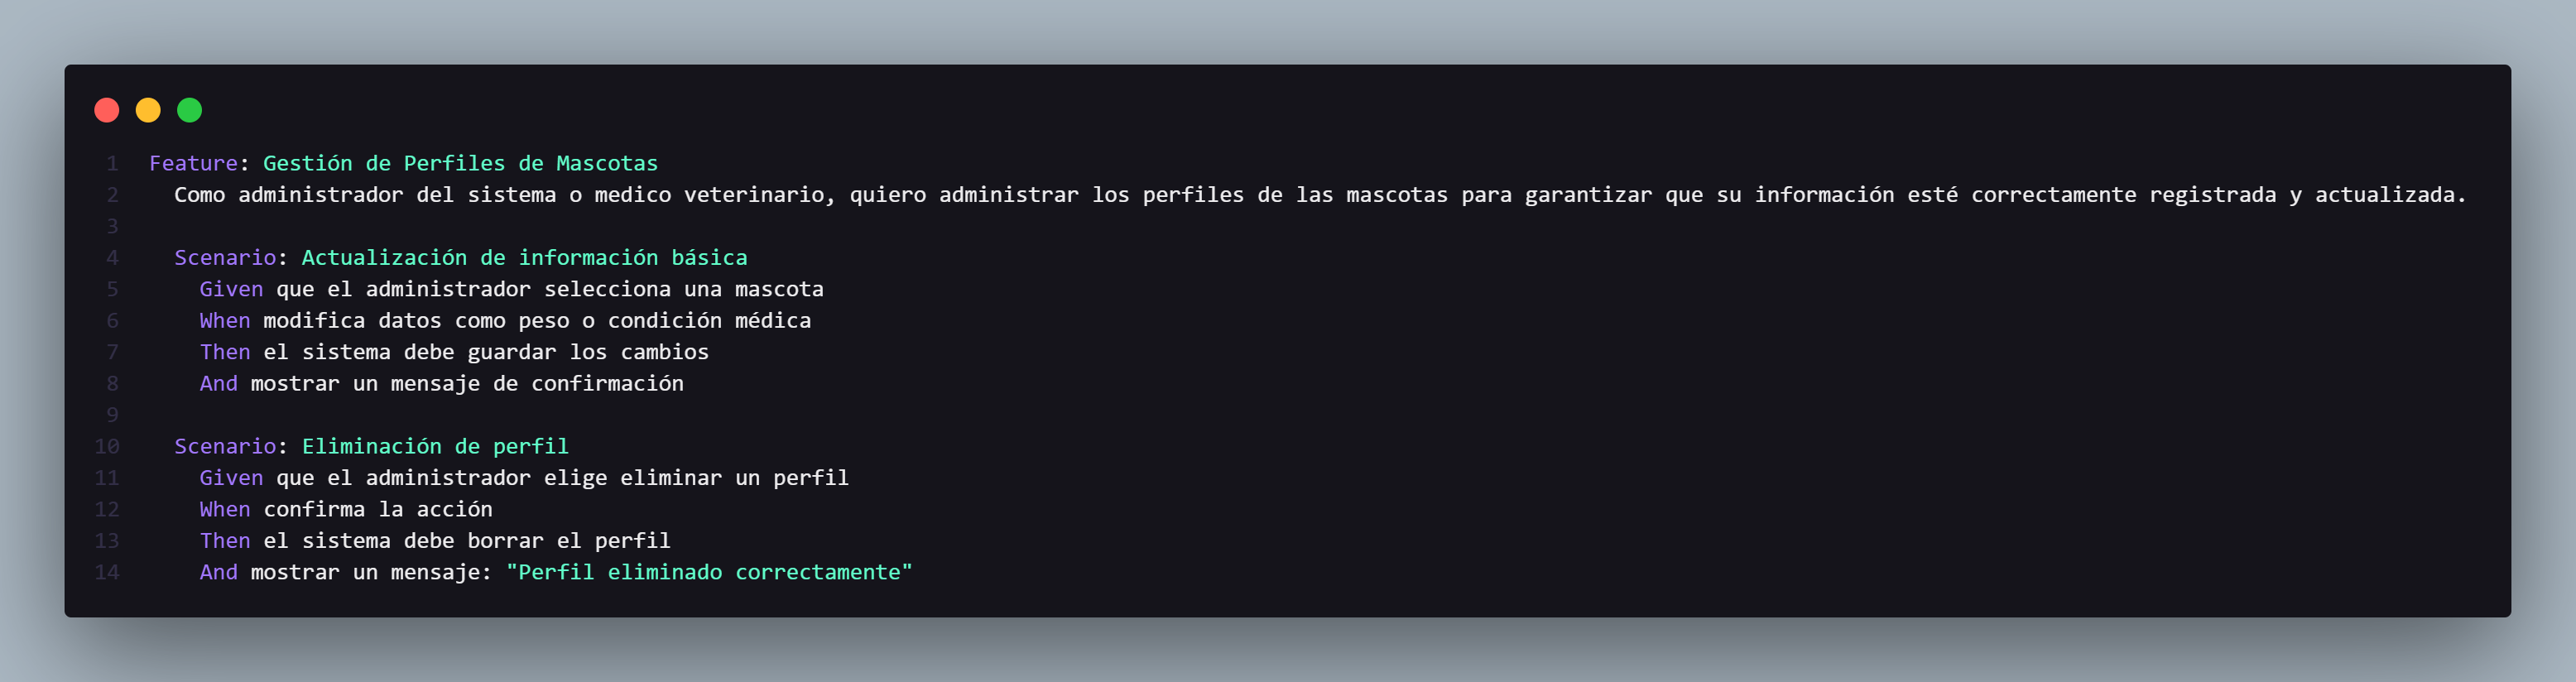 1 Feature: Gestión de Perfiles de Mascotas
2 Como administrador del sistema o medico veterinario, quiero administrar los perfiles de las mascotas para garantizar que su información esté correctamente registrada y actualizada.
3
4 Scenario: Actualización de información básica
5 Given que el administrador selecciona una mascota
6 When modifica datos como peso o condición médica
7 Then el sistema debe guardar los cambios
8 And mostrar un mensaje de confirmación
9
10 Scenario: Eliminación de perfil
11 Given que el administrador elige eliminar un perfil
12 When confirma la acción
13 Then el sistema debe borrar el perfil
14 And mostrar un mensaje: "Perfil eliminado correctamente"